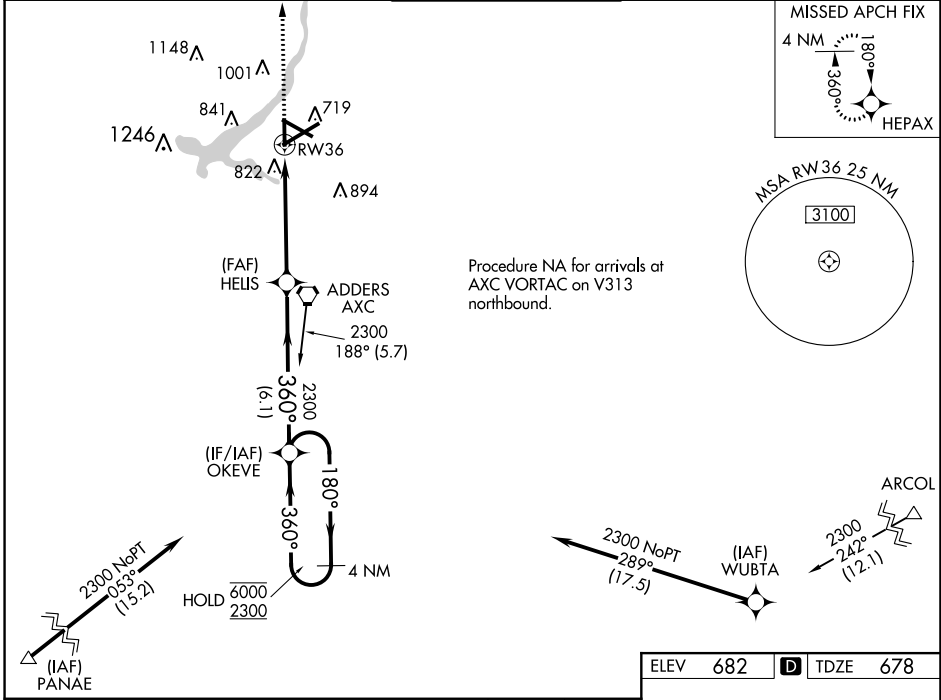 MISSED APCH FIX
4 NM
180°
360°
HEPAX
1148
1001
841
719
1246
RW36
822
894
MSA RW36 25 NM
3100
(FAF)
HELIS
ADDERS
AXC
2300
188° (5.7)
Procedure NA for arrivals at
AXC VORTAC on V313
northbound.
360°
(6.1)
2300
(IF/IAF)
OKEVE
180°
360°
4 NM
HOLD 6000
2300
2300 NoPT
053°
(15.2)
(IAF)
PANAE
2300 NoPT
289°
(17.5)
(IAF)
WUBTA
ARCOL
2300
242°
(12.1)
ELEV 682 D TDZE 678